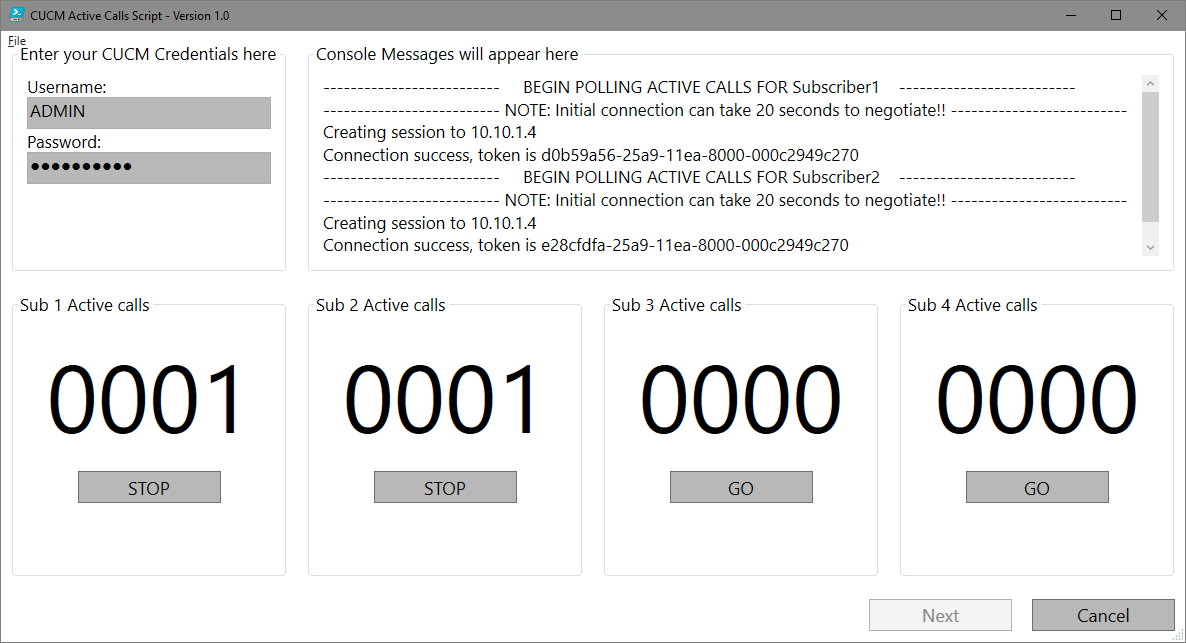 CUCM Active Calls Script - Version 1.0
File
Enter your CUCM Credentials here
Username:
ADMIN
Password:
●●●●●●●●●●
Console Messages will appear here
-------------------------- BEGIN POLLING ACTIVE CALLS FOR Subscriber1 --------------------------
-------------------------- NOTE: Initial connection can take 20 seconds to negotiate!! --------------------------
Creating session to 10.10.1.4
Connection success, token is d0b59a56-25a9-11ea-8000-000c2949c270
-------------------------- BEGIN POLLING ACTIVE CALLS FOR Subscriber2 --------------------------
-------------------------- NOTE: Initial connection can take 20 seconds to negotiate!! --------------------------
Creating session to 10.10.1.4
Connection success, token is e28cfdfa-25a9-11ea-8000-000c2949c270
Sub 1 Active calls
0001
STOP
Sub 2 Active calls
0001
STOP
Sub 3 Active calls
0000
GO
Sub 4 Active calls
0000
GO
Next
Cancel